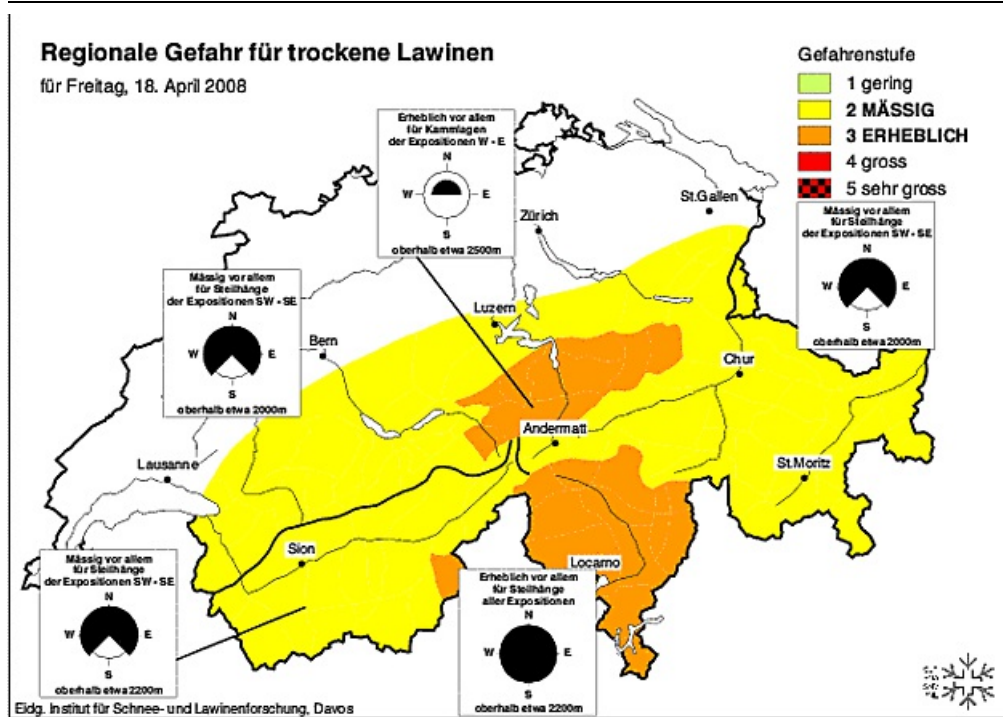 Regionale Gefahr für trockene Lawinen
für Freitag, 18. April 2008
Gefahrenstufe
1 gering
2 MÄSSIG
3 ERHEBLICH
4 gross
5 sehr gross
Erheblich vor allem
für Kammlagen
der Expositionen W - E
N
W
E
S
oberhalb etwa 2500m
Mässig vor allem
für Steilhänge
der Expositionen SW - SE
N
W
E
S
oberhalb etwa 2000m
Mässig vor allem
für Steilhänge
der Expositionen SW - SE
N
W
E
S
oberhalb etwa 2000m
St.Gallen
Zürich
Luzern
Bern
Chur
Andermatt
St.Moritz
Lausanne
Sion
Locarno
Mässig vor allem
für Steilhänge
der Expositionen SW - SE
N
W
E
S
oberhalb etwa 2200m
Erheblich vor allem
für Steilhänge
aller Expositionen
N
W
E
S
oberhalb etwa 2200m
Eidg. Institut für Schnee- und Lawinenforschung, Davos